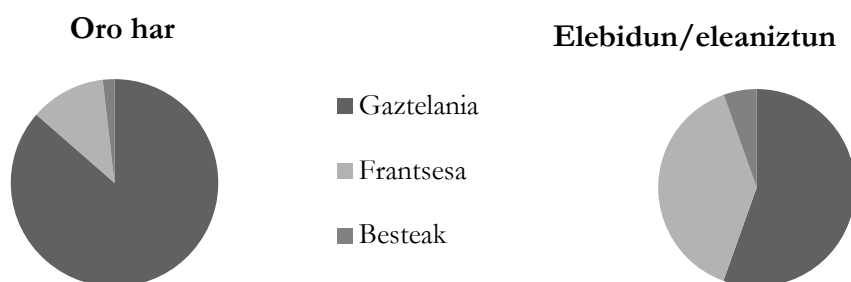 Oro har
Elebidun/eleaniztun
Gaztelania
Frantsesa
Besteak